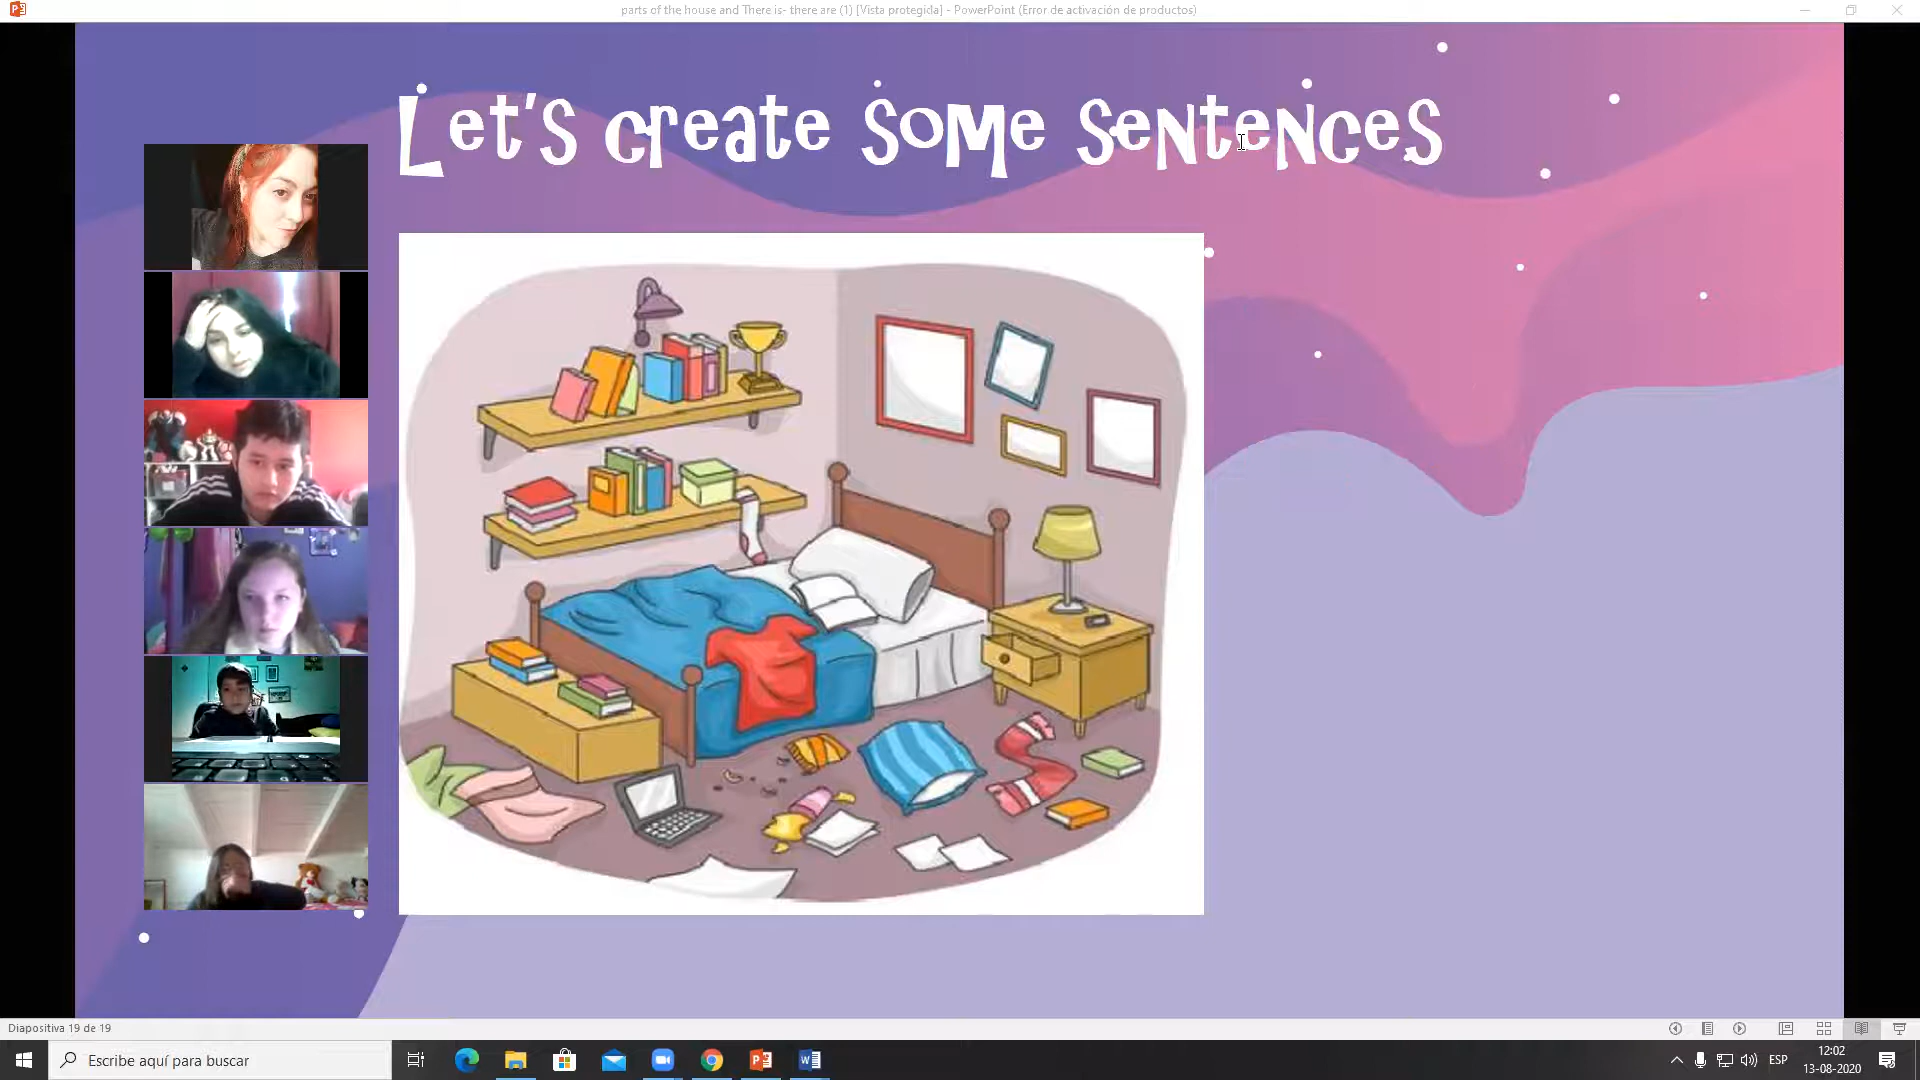 parts of the house and There is- there are (1) [Vista protegida] - PowerPoint (Error de activación de productos)
Let's create some sentences
Diapositiva 19 de 19
Escribe aquí para buscar
ESP
12:02
13-08-2020